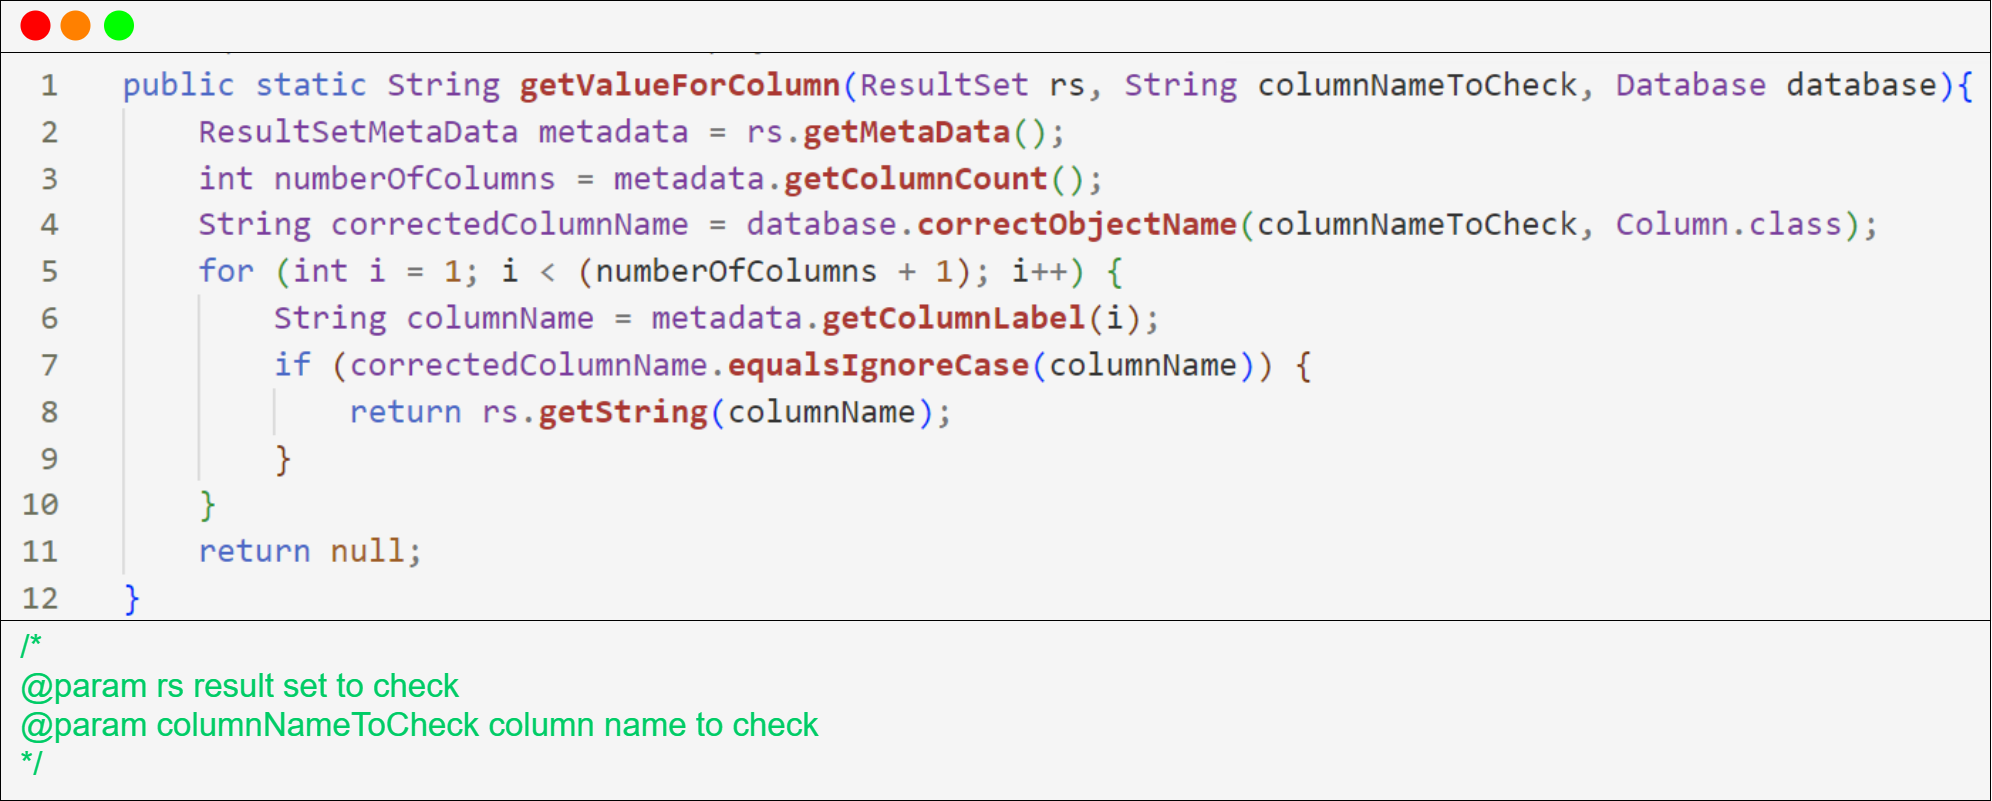 1 public static String getValueForColumn(ResultSet rs, String columnNameToCheck, Database database){
2 ResultSetMetaData metadata = rs.getMetaData();
3 int numberOfColumns = metadata.getColumnCount();
4 String correctedColumnName = database.correctObjectName(columnNameToCheck, Column.class);
5 for (int i = 1; i < (numberOfColumns + 1); i++) {
6 String columnName = metadata.getColumnLabel(i);
7 if (correctedColumnName.equalsIgnoreCase(columnName)) {
8 return rs.getString(columnName);
9 }
10 }
11 return null;
12 }
/*
@param rs result set to check
@param columnNameToCheck column name to check
*/